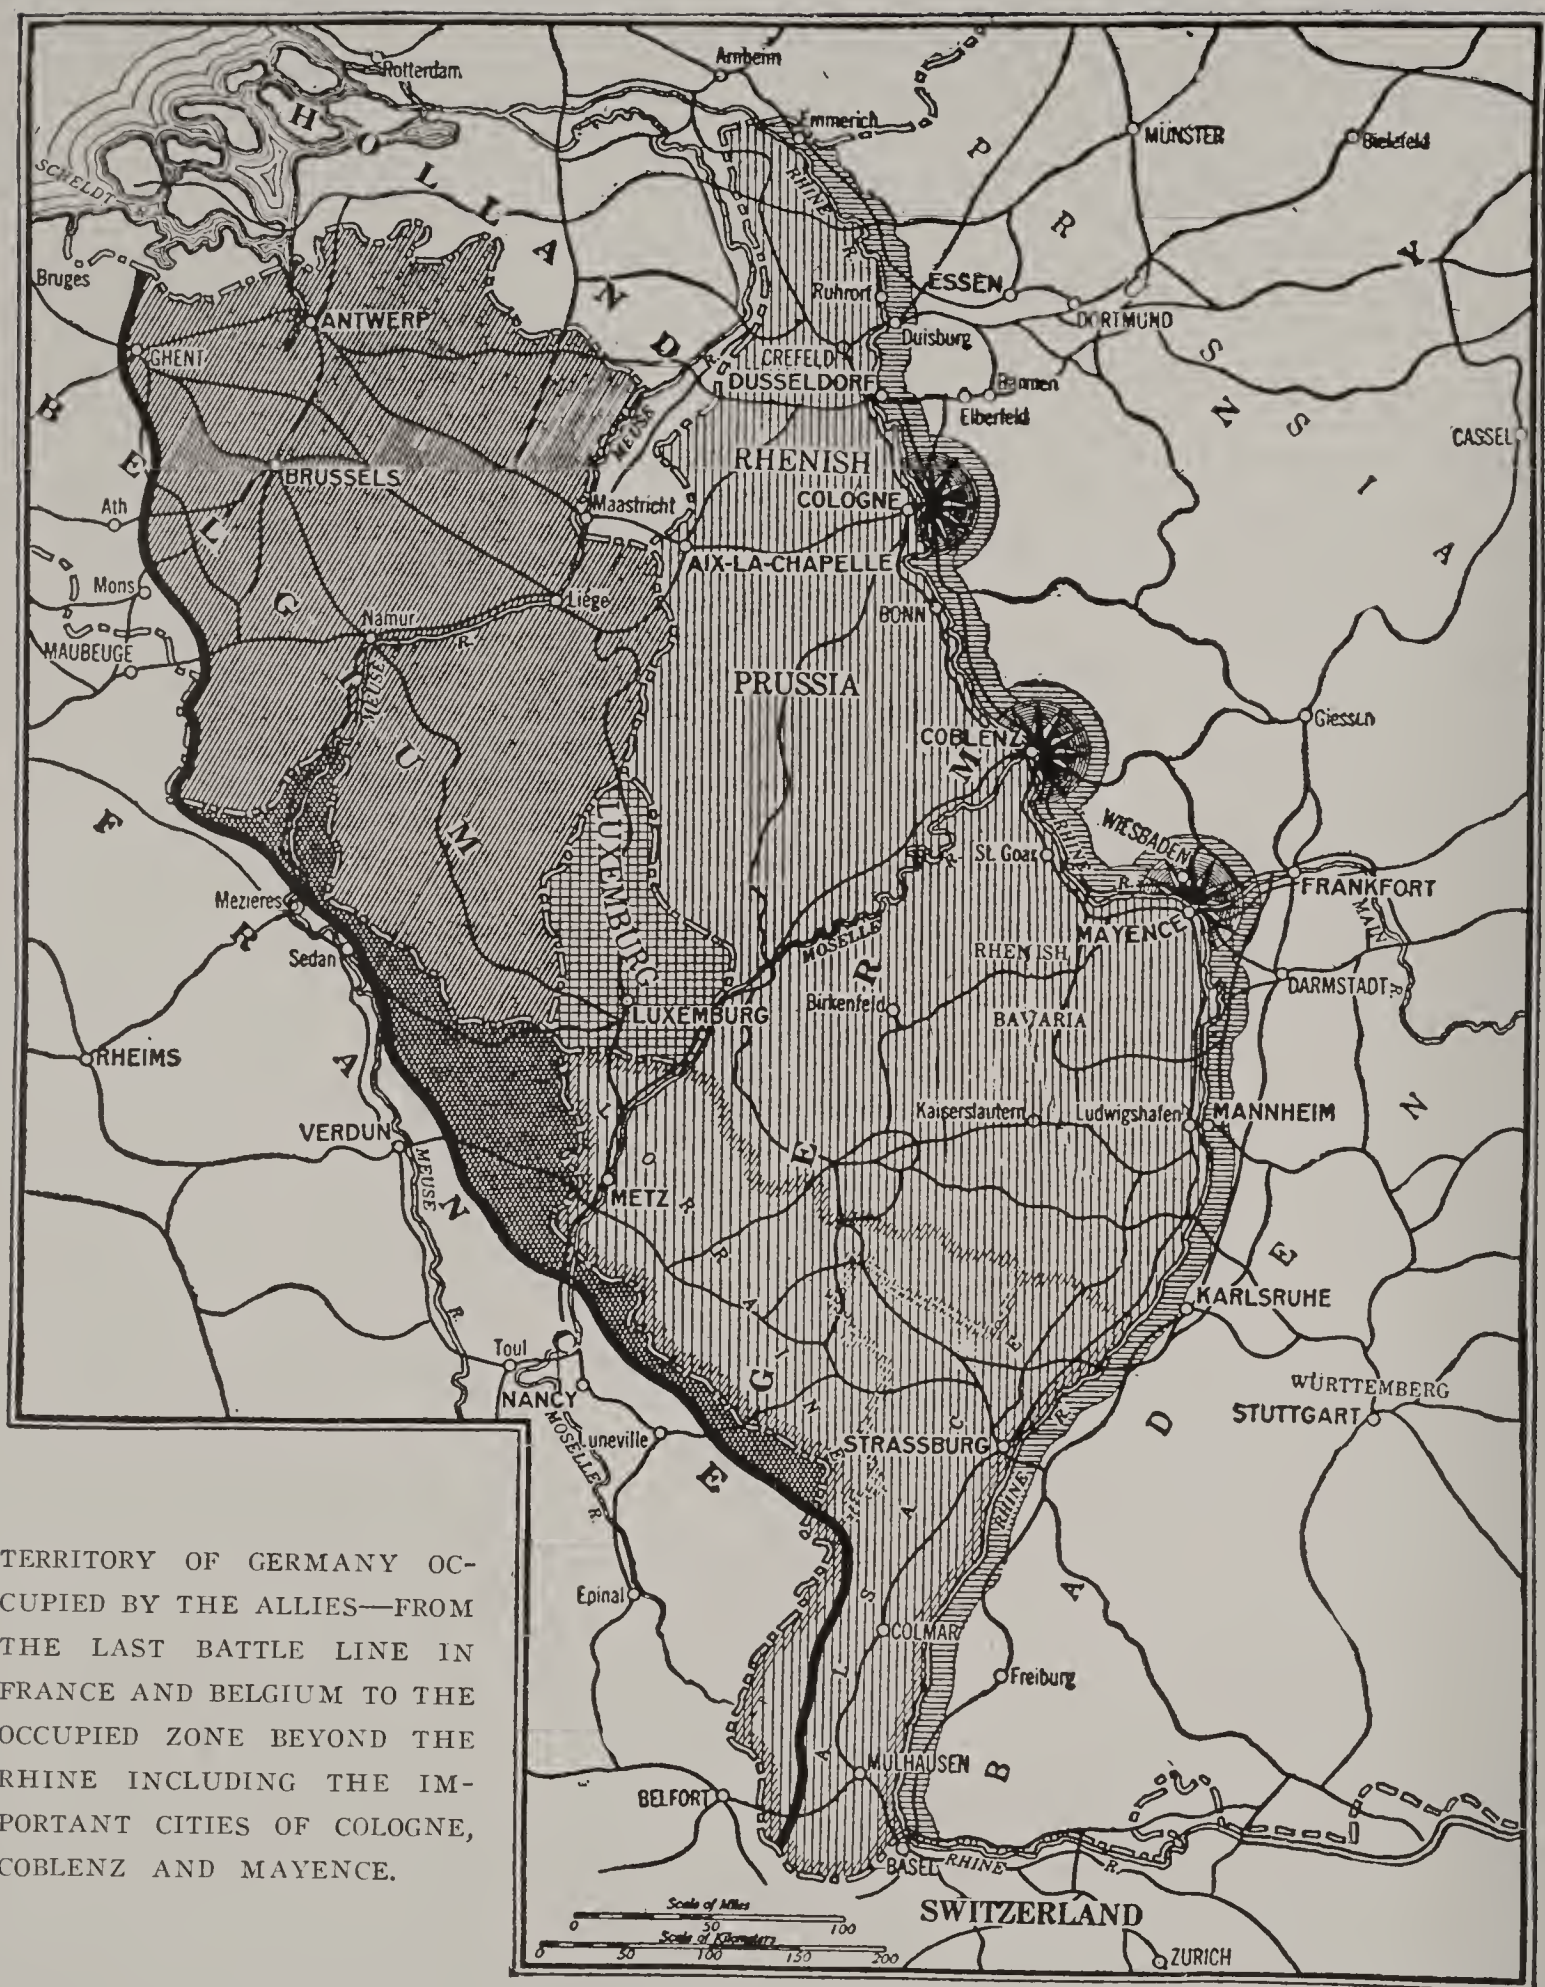 Rotterdam
Arnheim
Emmerich
MÜNSTER
Bielefeld
HOLLAND
PRUSSIA
SCHELDT
RHINE R.
Bruges
ANTWERP
Ruhrort
ESSEN
DORTMUND
Duisburg
GHENT
CREFELD
DUSSELDORF
Barmen
Elberfeld
CASSEL
MEUSE
BELGIUM
BRUSSELS
RHENISH
COLOGNE
Ath
Maastricht
AIX-LA-CHAPELLE
Mons
Liége
BONN
Namur
R.
MAUBEUGE
MEUSE
PRUSSIA
Giessen
COBLENZ
LUXEMBURG
WIESBADEN
RHINE R.
St. Goar
FRANKFORT
MAIN R.
Mezieres
MAYENCE
MOSELLE R.
RHENISH
Sedan
DARMSTADT
Birkenfeld
LUXEMBURG
BAVARIA
RHEIMS
FRANCE
GERMANY
Kaiserslautern
Ludwigshafen
MANNHEIM
VERDUN
MEUSE R.
METZ
LORRAINE
KARLSRUHE
Toul
NANCY
WÜRTTEMBERG
STUTTGART
MOSELLE R.
Luneville
STRASSBURG
RHINE R.
ALSACE
BADEN
Epinal
COLMAR
Freiburg
MULHAUSEN
BELFORT
BASEL
RHINE R.
SWITZERLAND
ZURICH
Scale of Miles
0 50 100
Scale of Kilometers
0 50 100 150 200
TERRITORY OF GERMANY OC-
CUPIED BY THE ALLIES—FROM
THE LAST BATTLE LINE IN
FRANCE AND BELGIUM TO THE
OCCUPIED ZONE BEYOND THE
RHINE INCLUDING THE IM-
PORTANT CITIES OF COLOGNE,
COBLENZ AND MAYENCE.